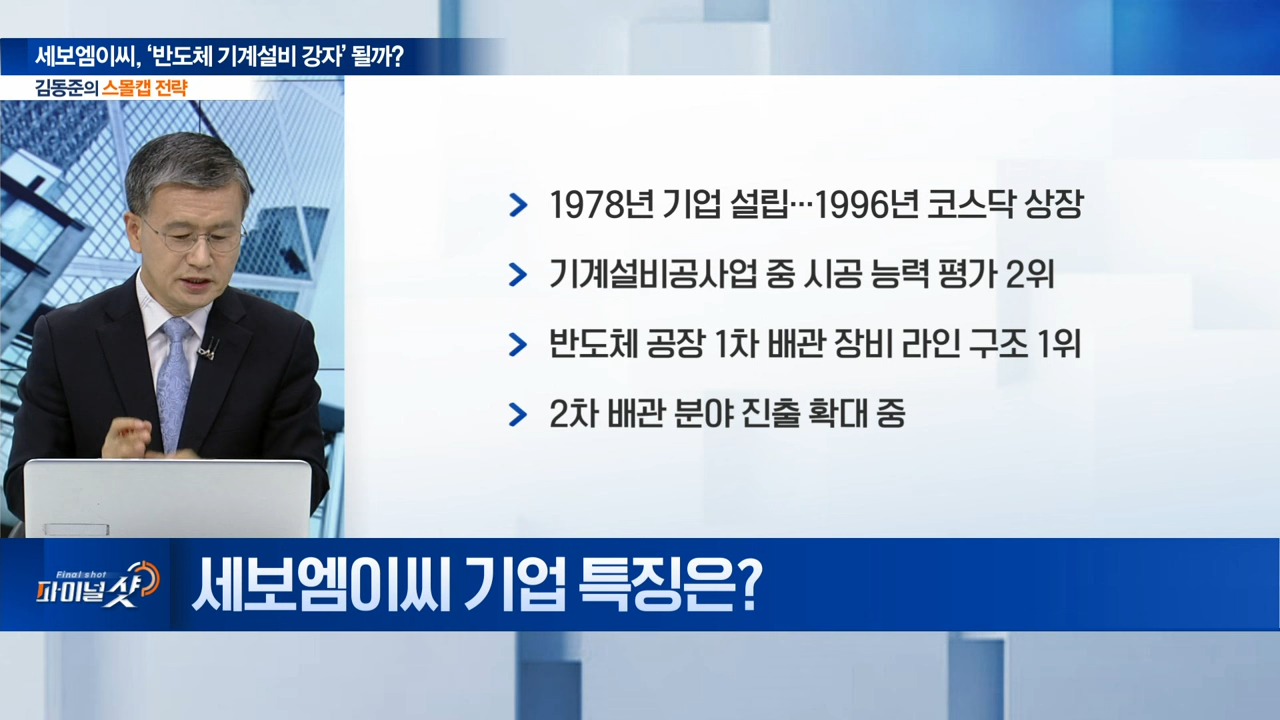 세보엠이씨, ‘반도체 기계설비 강자’ 될까?
김동준의 스몰캡 전략
1978년 기업 설립…1996년 코스닥 상장
기계설비공사업 중 시공 능력 평가 2위
반도체 공장 1차 배관 장비 라인 구조 1위
2차 배관 분야 진출 확대 중
Final shot
파이널샷
세보엠이씨 기업 특징은?